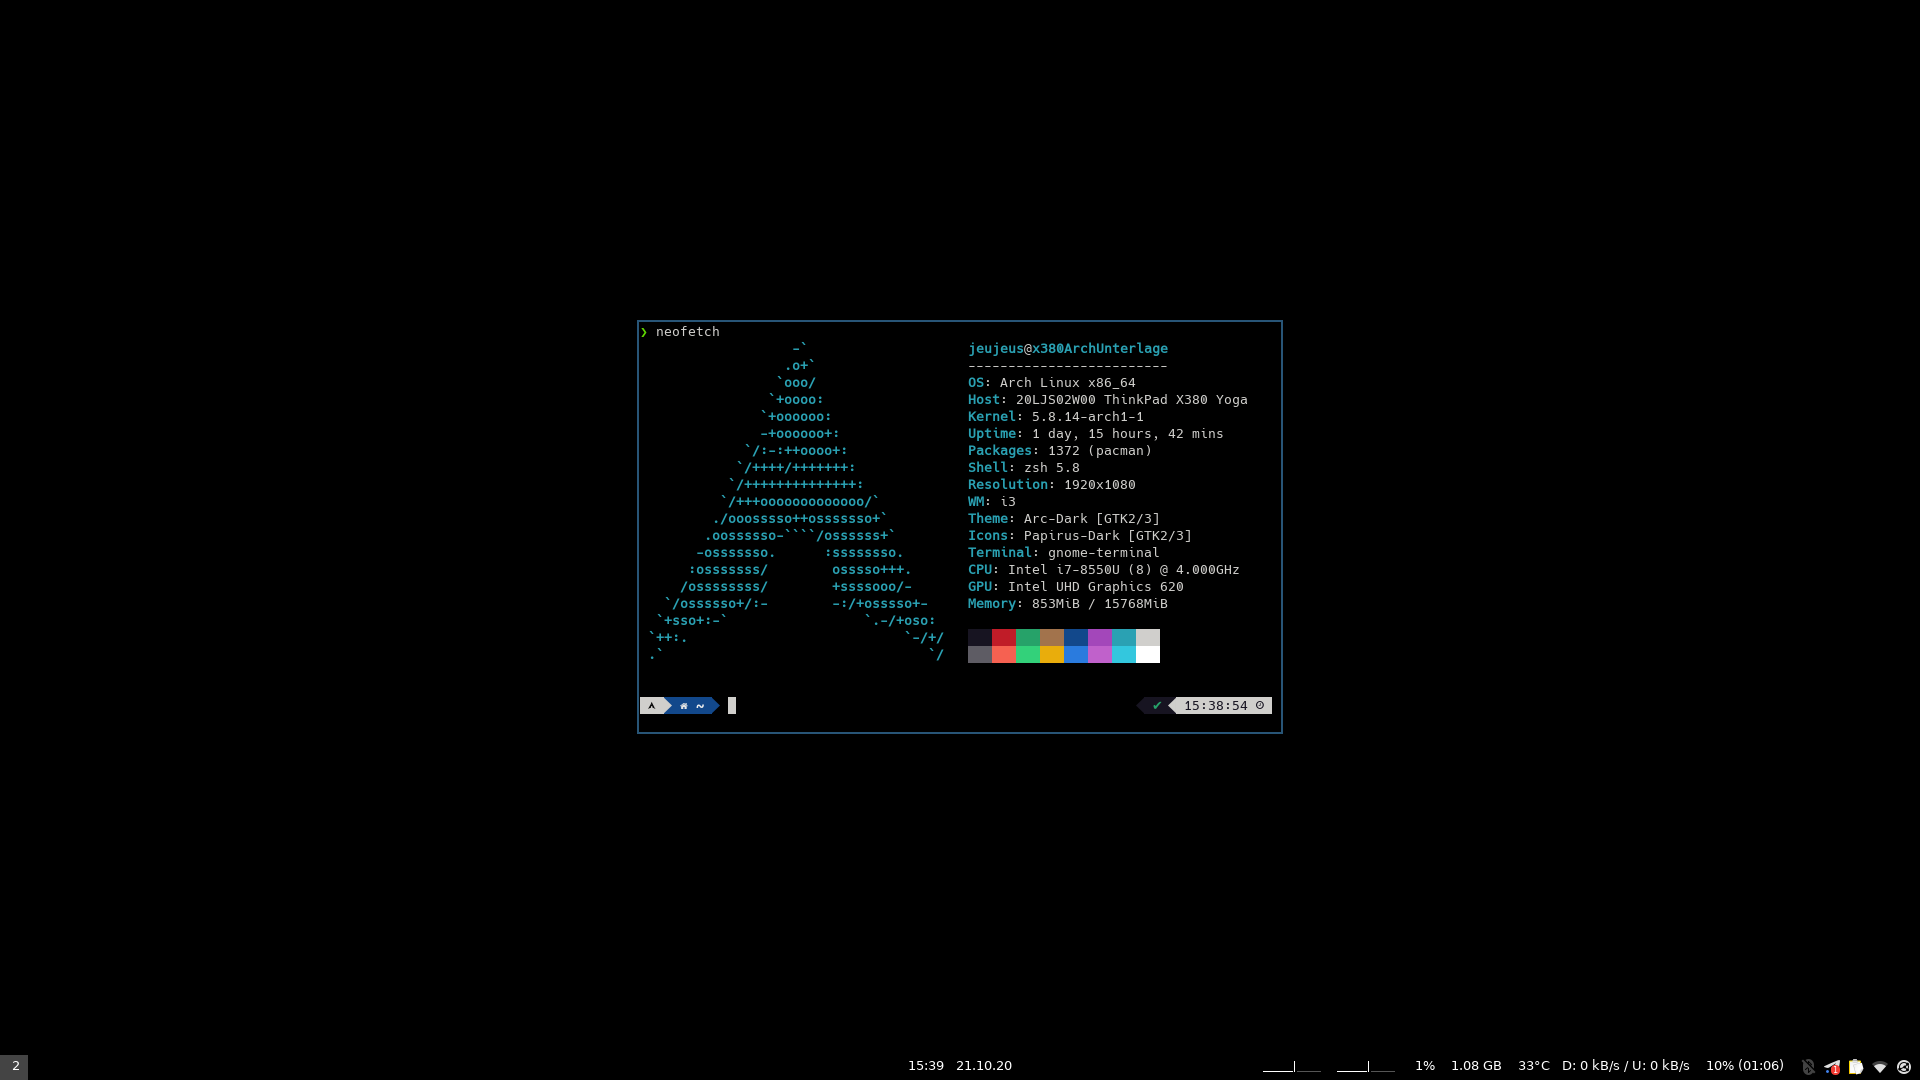 ❯ neofetch
                   -`
                  .o+`
                 `ooo/
                `+oooo:
               `+oooooo:
               -+oooooo+:
             `/:-:++oooo+:
            `/++++/+++++++:
           `/++++++++++++++:
          `/+++ooooooooooooo/`
         ./ooosssso++osssssso+`
        .oossssso-````/ossssss+`
       -osssssso.      :ssssssso.
      :osssssss/        osssso+++.
     /ossssssss/        +ssssooo/-
   `/ossssso+/:-        -:/+osssso+-
  `+sso+:-`                 `.-/+oso:
 `++:.                           `-/+/
 .`                                 `/
jeujeus@x380ArchUnterlage
-------------------------
OS: Arch Linux x86_64
Host: 20LJS02W00 ThinkPad X380 Yoga
Kernel: 5.8.14-arch1-1
Uptime: 1 day, 15 hours, 42 mins
Packages: 1372 (pacman)
Shell: zsh 5.8
Resolution: 1920x1080
WM: i3
Theme: Arc-Dark [GTK2/3]
Icons: Papirus-Dark [GTK2/3]
Terminal: gnome-terminal
CPU: Intel i7-8550U (8) @ 4.000GHz
GPU: Intel UHD Graphics 620
Memory: 853MiB / 15768MiB
~ ✔ 15:38:54
2 15:39 21.10.20 1% 1.08 GB 33°C D: 0 kB/s / U: 0 kB/s 10% (01:06) 1